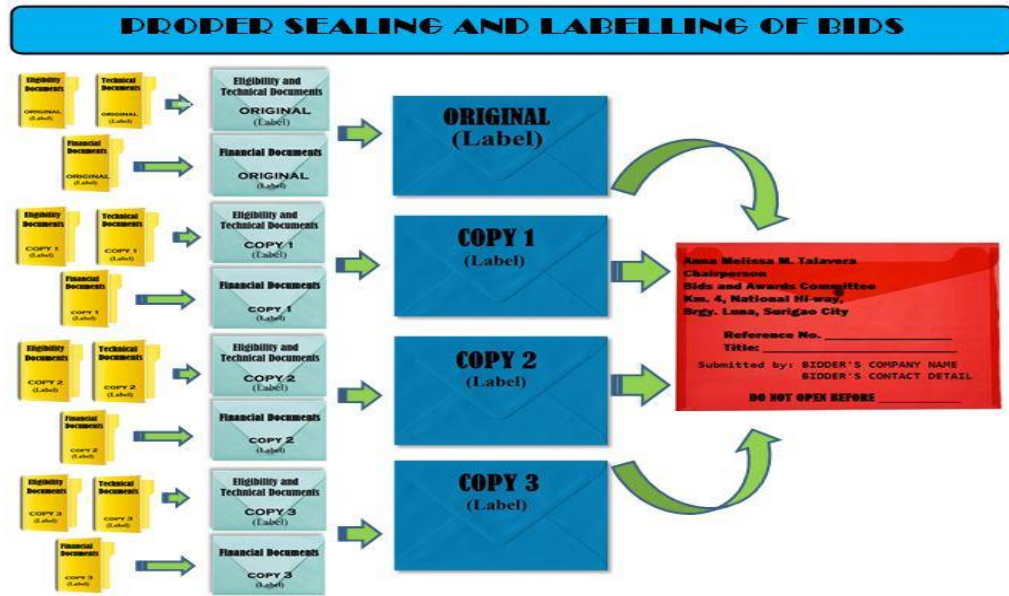 PROPER SEALING AND LABELLING OF BIDS
Eligibility
Documents
ORIGINAL
(Label)
Technical
Documents
ORIGINAL
(Label)
Financial
Documents
ORIGINAL
(Label)
Eligibility and
Technical Documents
ORIGINAL
(Label)
Financial Documents
ORIGINAL
(Label)
ORIGINAL
(Label)
Eligibility
Documents
COPY 1
(Label)
Technical
Documents
COPY 1
(Label)
Financial
Documents
COPY 1
(Label)
Eligibility and
Technical Documents
COPY 1
(Label)
Financial Documents
COPY 1
(Label)
COPY 1
(Label)
Eligibility
Documents
COPY 2
(Label)
Technical
Documents
COPY 2
(Label)
Financial
Documents
COPY 2
(Label)
Eligibility and
Technical Documents
COPY 2
(Label)
Financial Documents
COPY 2
(Label)
COPY 2
(Label)
Eligibility
Documents
COPY 3
(Label)
Technical
Documents
COPY 3
(Label)
Financial
Documents
COPY 3
(Label)
Eligibility and
Technical Documents
COPY 3
(Label)
Financial Documents
COPY 3
(Label)
COPY 3
(Label)
Anna Melissa M. Talavera
Chairperson
Bids and Awards Committee
Km. 4, National Hi-way,
Brgy. Luna, Surigao City
Reference No. ____________________
Title: ______________________________
Submitted by: BIDDER'S COMPANY NAME
BIDDER'S CONTACT DETAIL
DO NOT OPEN BEFORE _____________